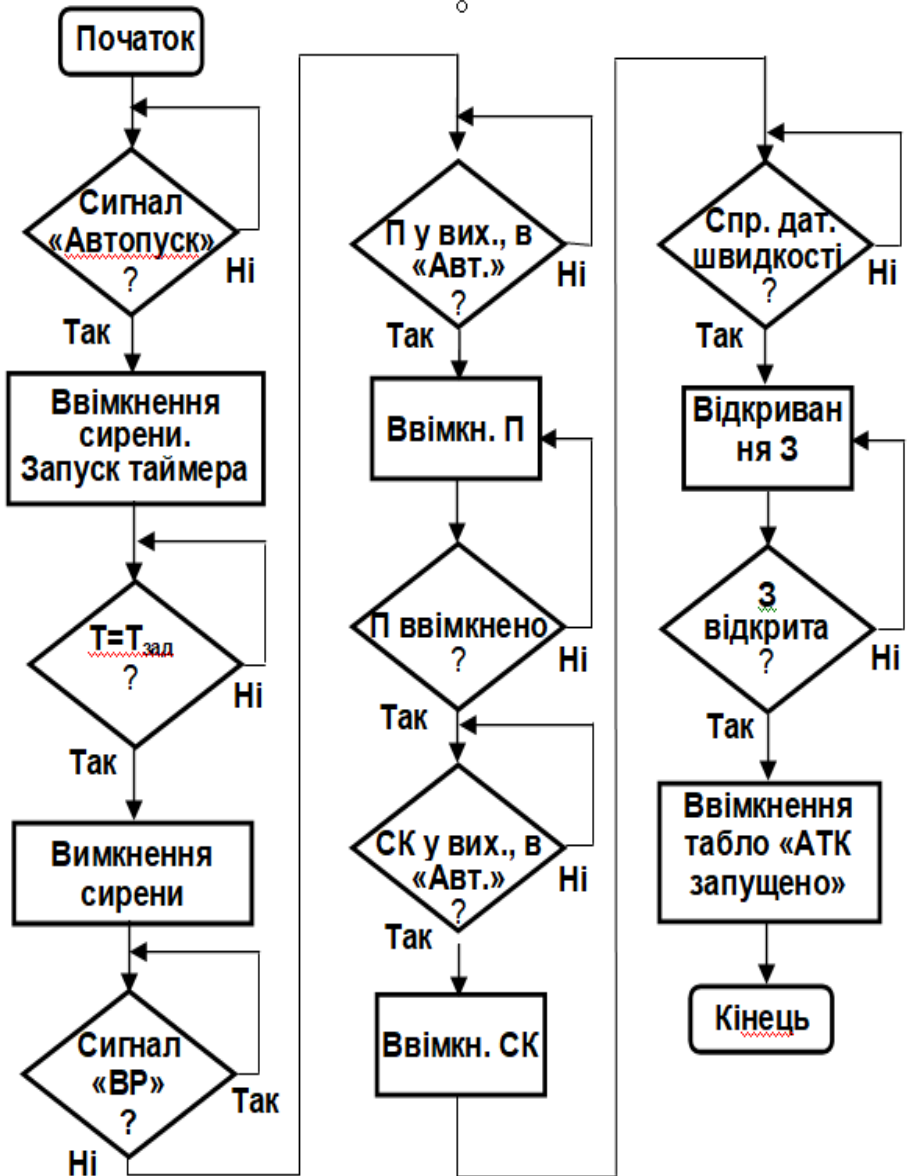 Початок
Сигнал
«Автопуск»
?
Ні
Так
Ввімкнення
сирени.
Запуск таймера
Т=Тзад
?
Ні
Так
Вимкнення
сирени
Сигнал
«ВР»
?
Так
Ні
П у вих., в
«Авт.»
?
Ні
Так
Ввімкн. П
П ввімкнено
?
Ні
Так
СК у вих., в
«Авт.»
?
Ні
Так
Ввімкн. СК
Спр. дат.
швидкості
?
Ні
Так
Відкриван
ня З
З
відкрита
?
Ні
Так
Ввімкнення
табло «АТК
запущено»
Кінець